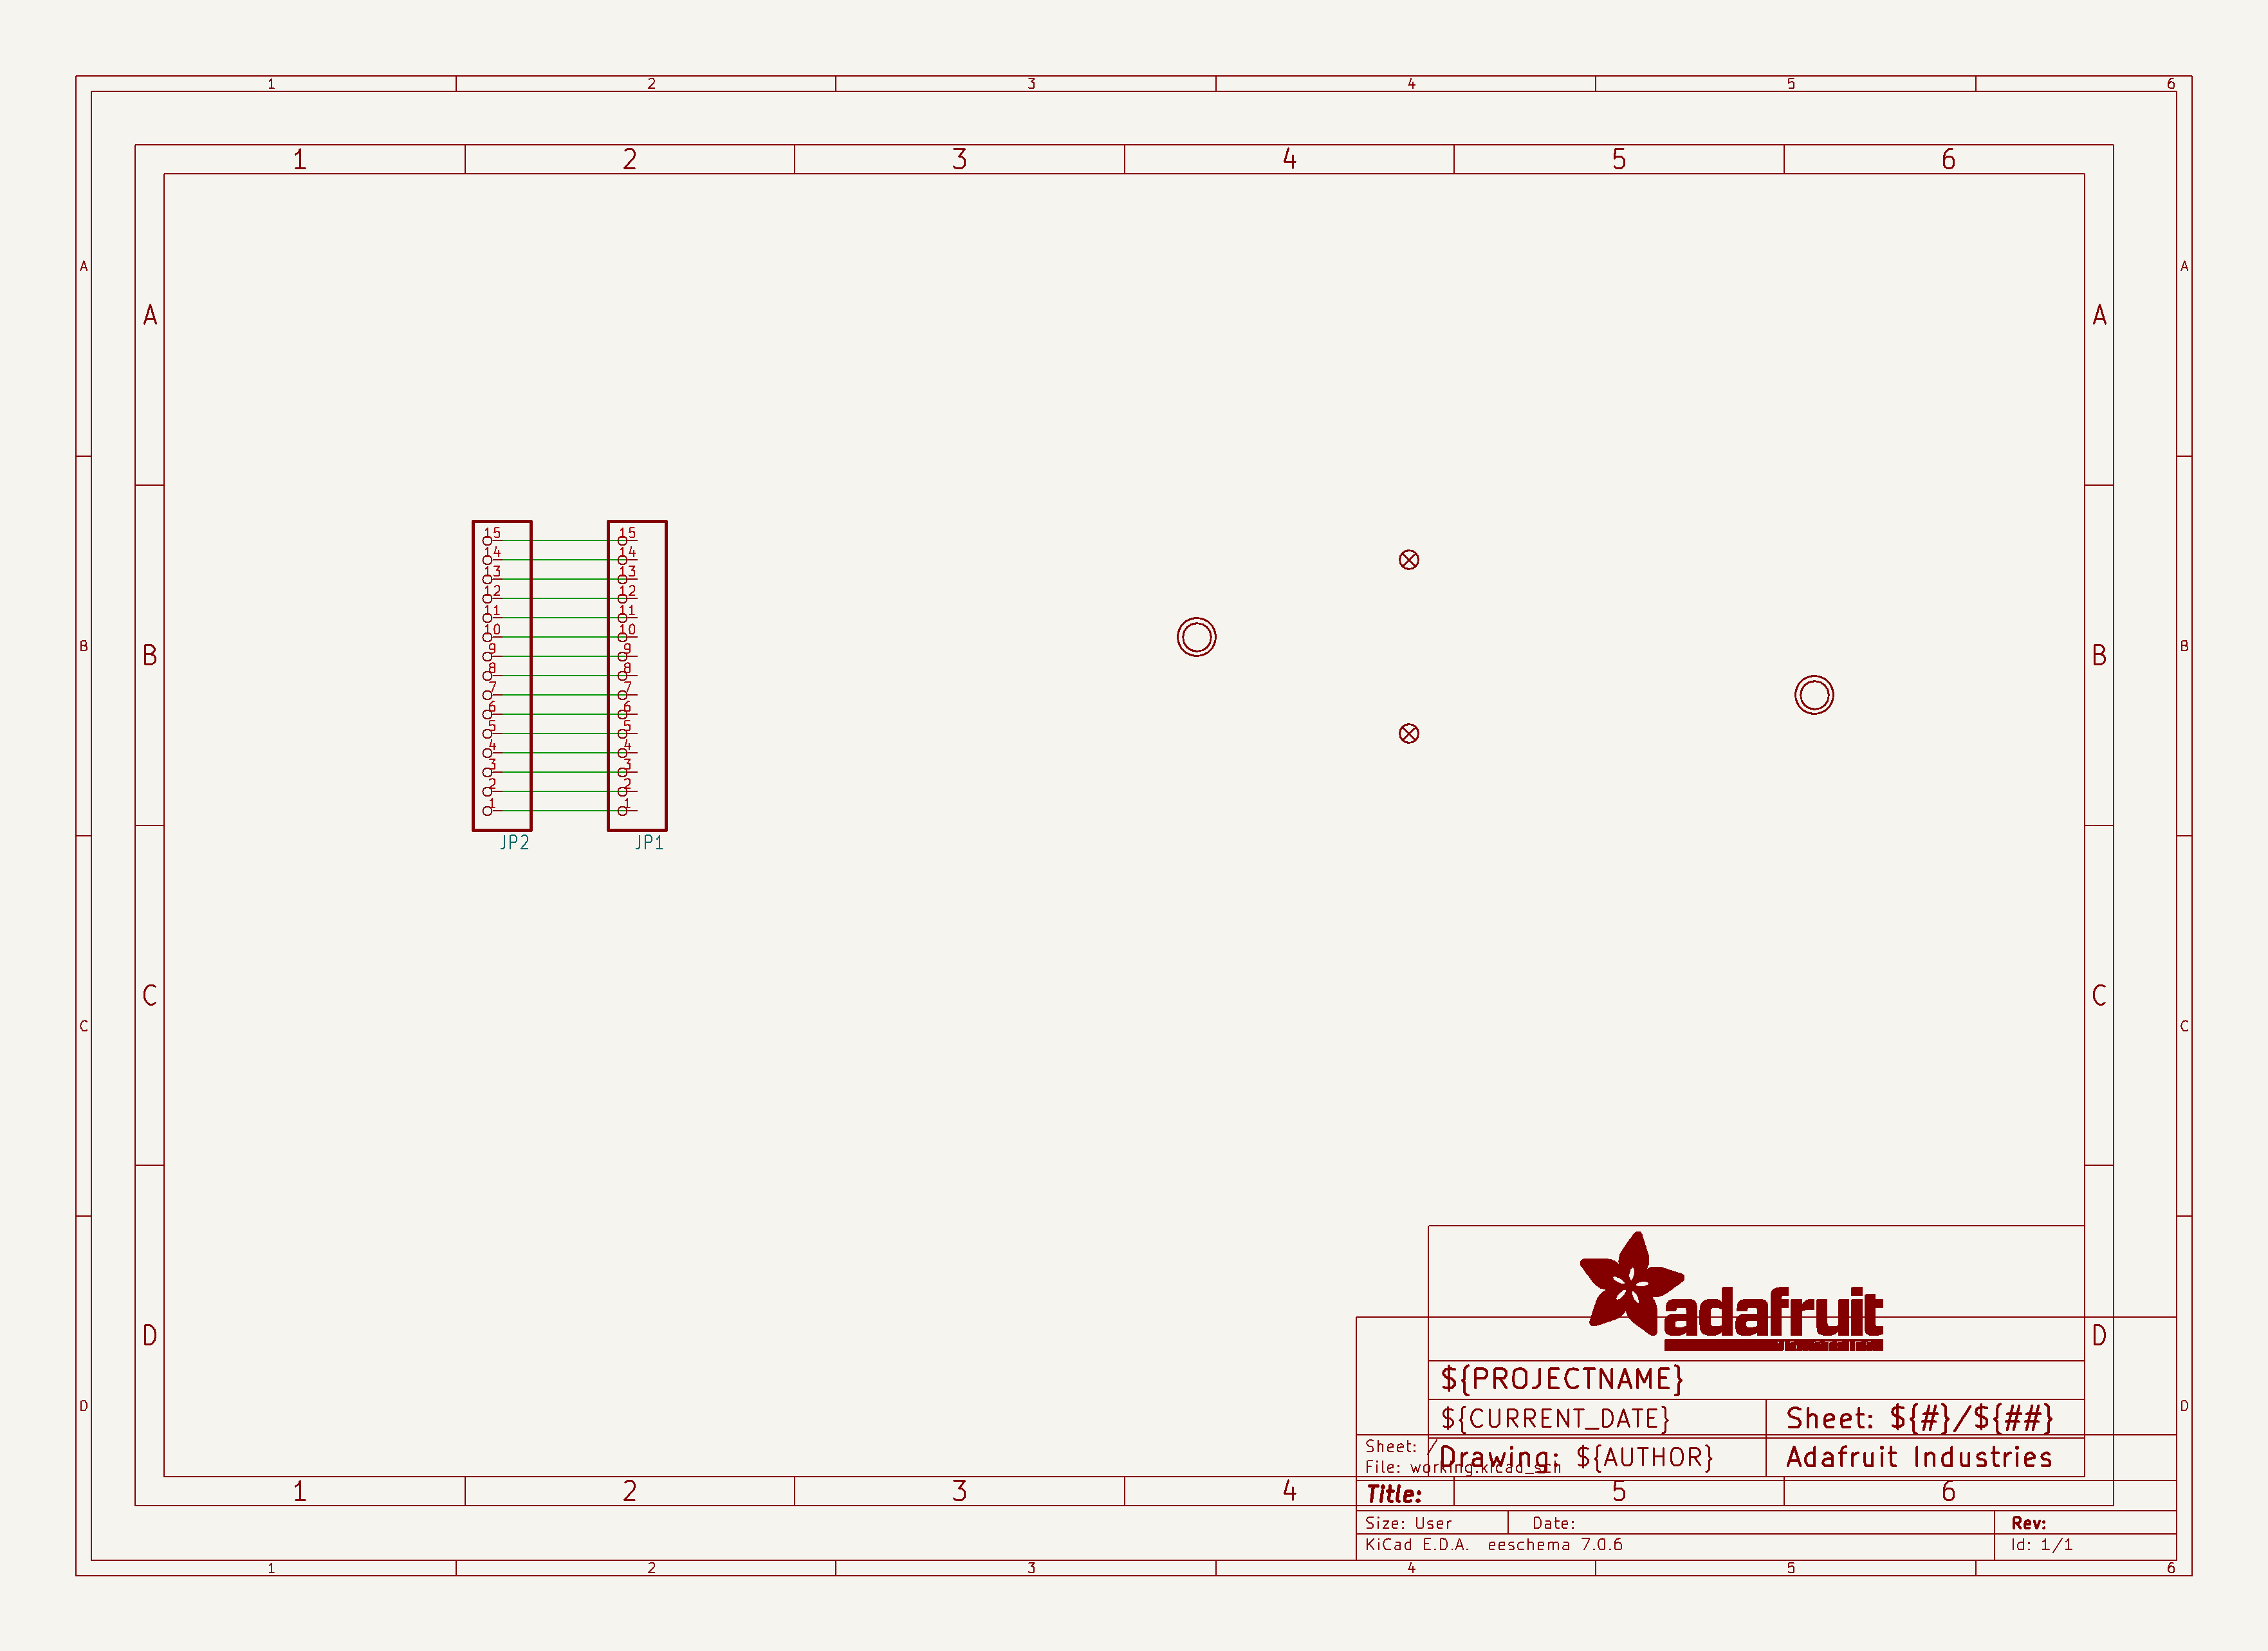 1 2 3 4 5 6
1 2 3 4 5 6
A A
A A
15 15
14 14
13 13
12 12
11 11
10 10
9 9
8 8
7 7
6 6
5 5
4 4
3 3
2 2
1 1
B B
B B
JP2 JP1
C C
C C
adafruit
D D
${PROJECTNAME}
D D
${CURRENT_DATE} Sheet: ${#}/${##}
Sheet: /
Drawing: ${AUTHOR} Adafruit Industries
File: working.kicad_sch
1 2 3 4 5 6
Title:
Size: User Date: Rev:
KiCad E.D.A. eeschema 7.0.6 Id: 1/1
1 2 3 4 5 6